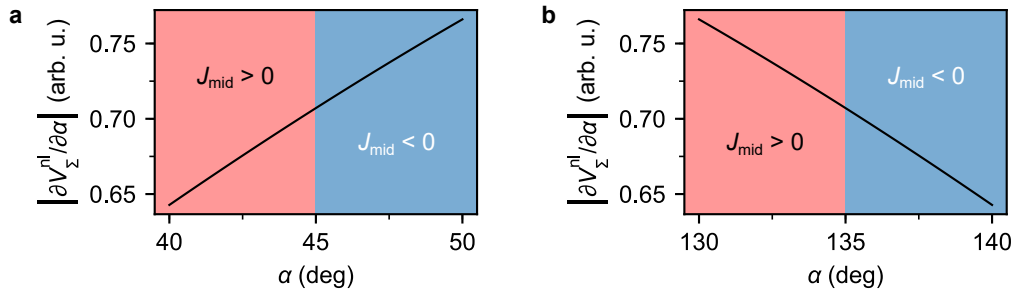 a
|∂V_Σ^nl/∂α| (arb. u.)
0.75
0.70
0.65
J_mid > 0
J_mid < 0
40
45
50
α (deg)
b
|∂V_Σ^nl/∂α| (arb. u.)
0.75
0.70
0.65
J_mid < 0
J_mid > 0
130
135
140
α (deg)